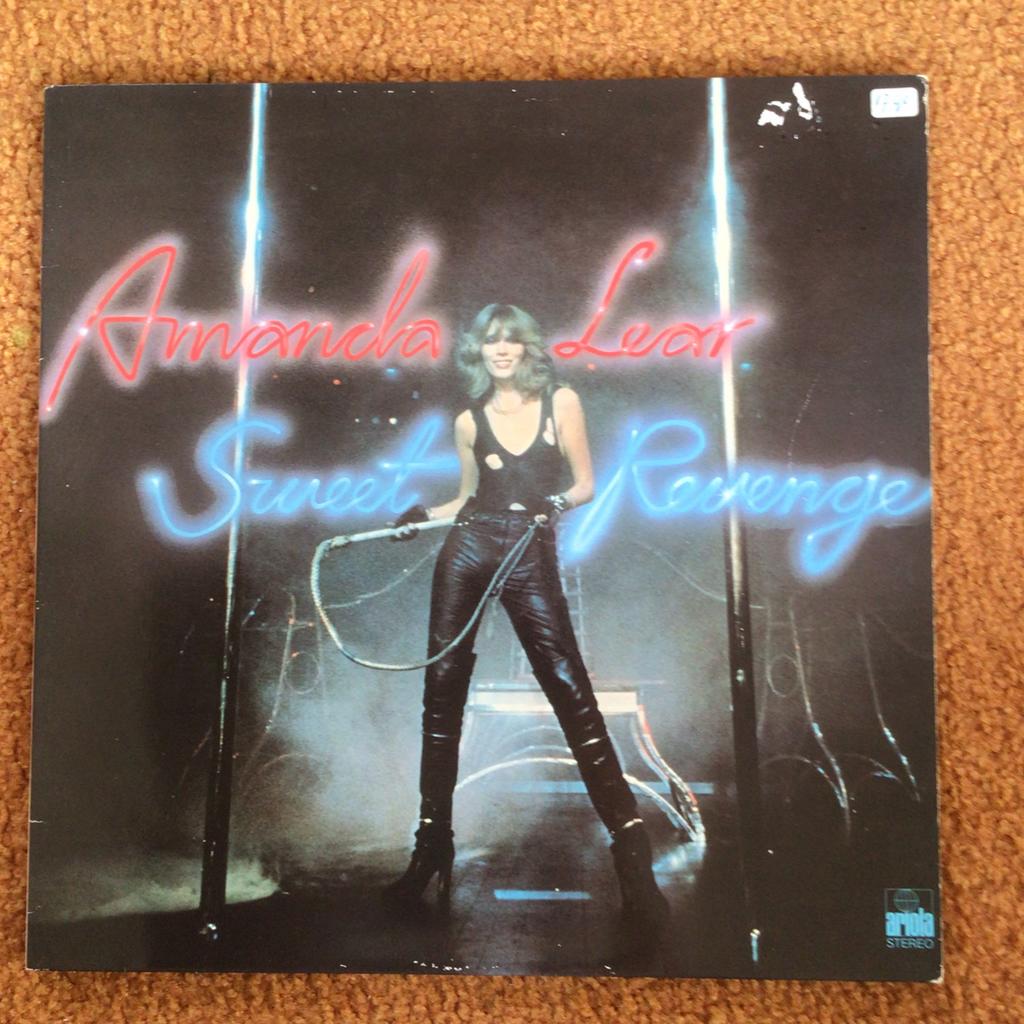 Amanda Lear
Sweet Revenge
ariola
STEREO